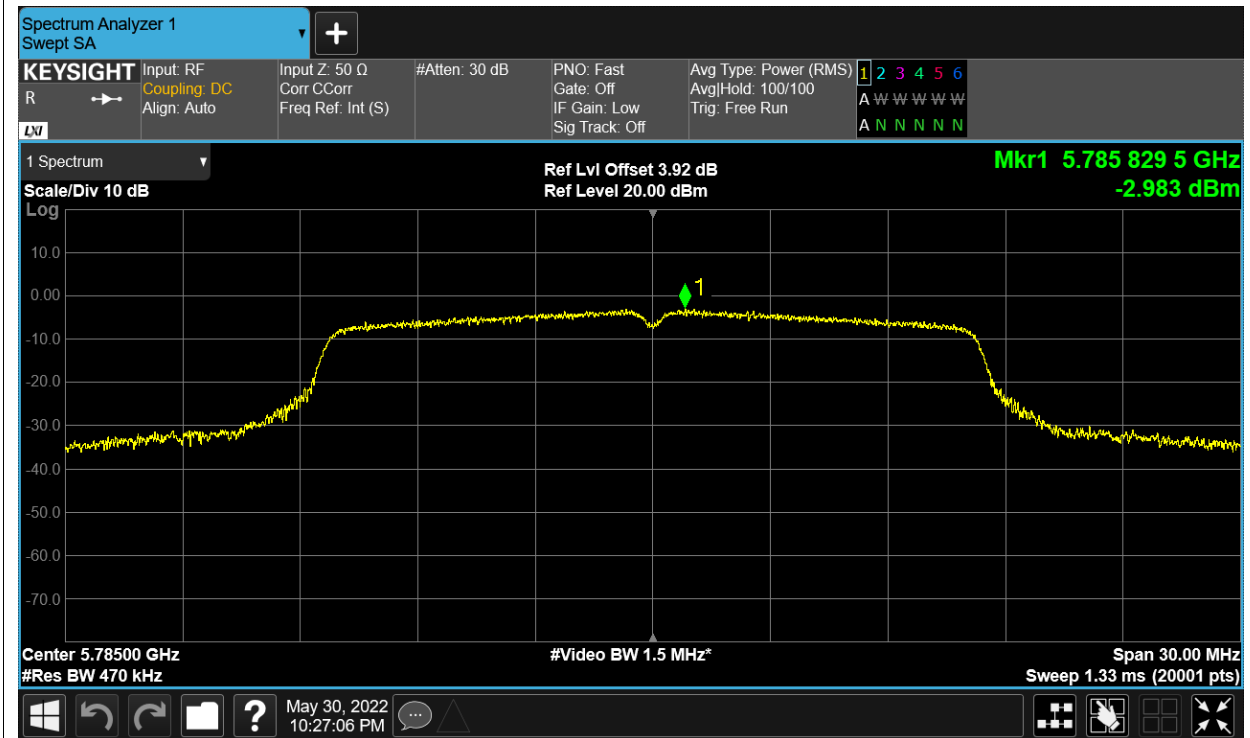 Spectrum Analyzer 1
Swept SA
KEYSIGHT
R
LXI
Input: RF
Coupling: DC
Align: Auto
Input Z: 50 Ω
Corr CCorr
Freq Ref: Int (S)
#Atten: 30 dB
PNO: Fast
Gate: Off
IF Gain: Low
Sig Track: Off
Avg Type: Power (RMS)
Avg|Hold: 100/100
Trig: Free Run
1 2 3 4 5 6
A W W W W W
A N N N N N
1 Spectrum
Scale/Div 10 dB
Ref Lvl Offset 3.92 dB
Ref Level 20.00 dBm
Mkr1 5.785 829 5 GHz
-2.983 dBm
Log
10.0
0.00
-10.0
-20.0
-30.0
-40.0
-50.0
-60.0
-70.0
1
Center 5.78500 GHz
#Res BW 470 kHz
#Video BW 1.5 MHz*
Span 30.00 MHz
Sweep 1.33 ms (20001 pts)
?
May 30, 2022
10:27:06 PM